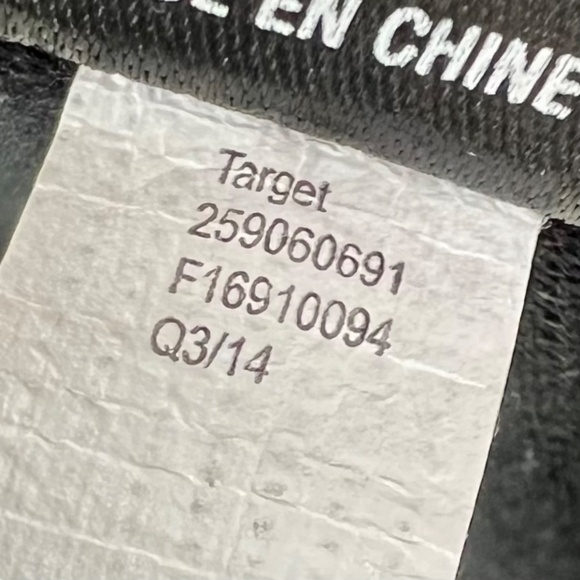 EN CHINE
Target
259060691
F16910094
Q3/14